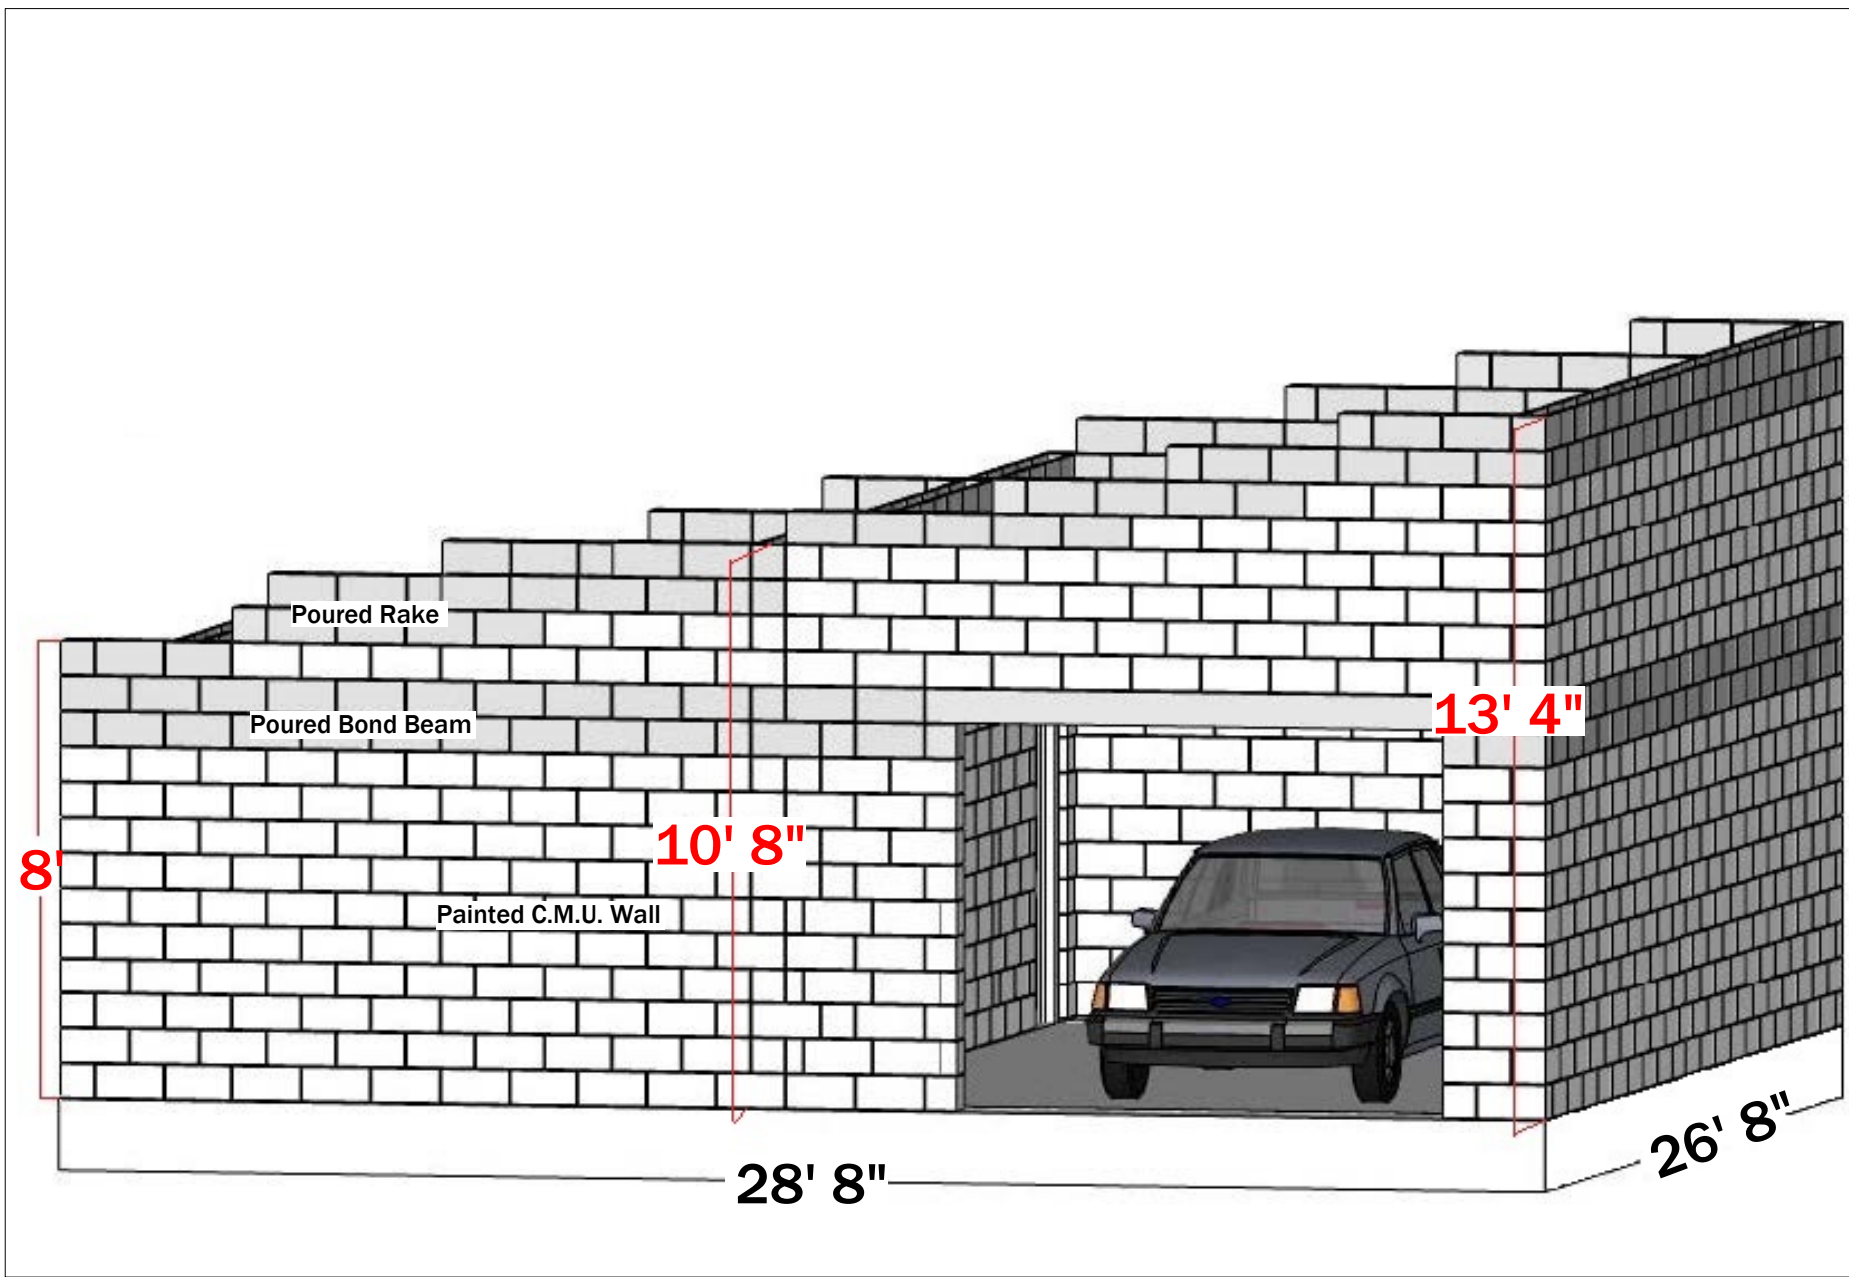 Poured Rake
Poured Bond Beam
13' 4"
10' 8"
8'
Painted C.M.U. Wall
26' 8"
28' 8"